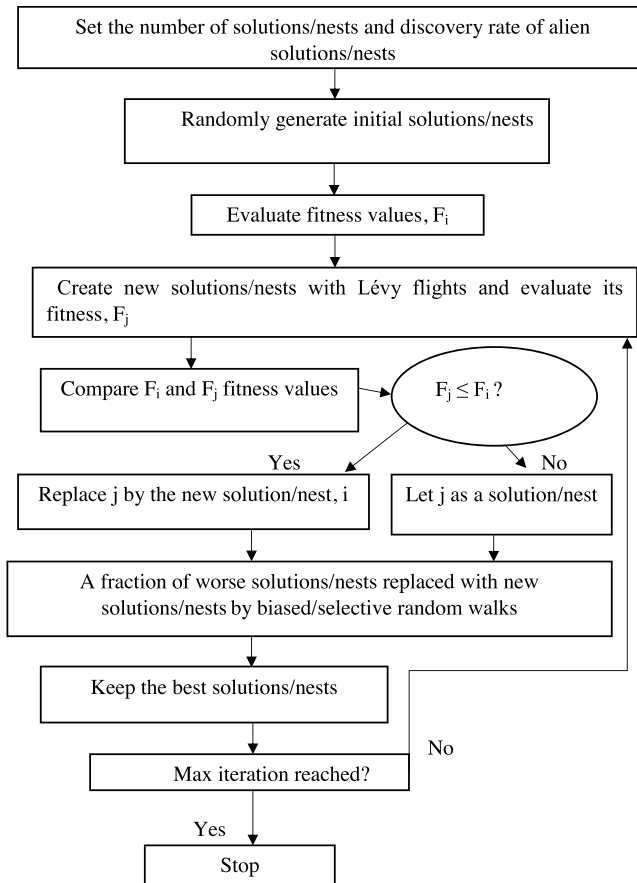 Set the number of solutions/nests and discovery rate of alien
solutions/nests
Randomly generate initial solutions/nests
Evaluate fitness values, Fi
Create new solutions/nests with Lévy flights and evaluate its
fitness, Fj
Compare Fi and Fj fitness values
Fj ≤ Fi ?
Yes
No
Replace j by the new solution/nest, i
Let j as a solution/nest
A fraction of worse solutions/nests replaced with new
solutions/nests by biased/selective random walks
Keep the best solutions/nests
No
Max iteration reached?
Yes
Stop